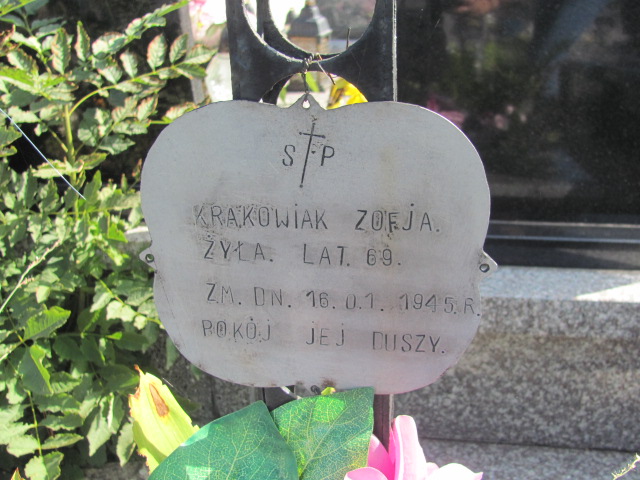 S P
KRAKOWIAK ZOFJA.
ŻYŁA. LAT. 69.
ZM. DN. 16.01.1945.R.
POKÓJ JEJ DUSZY.